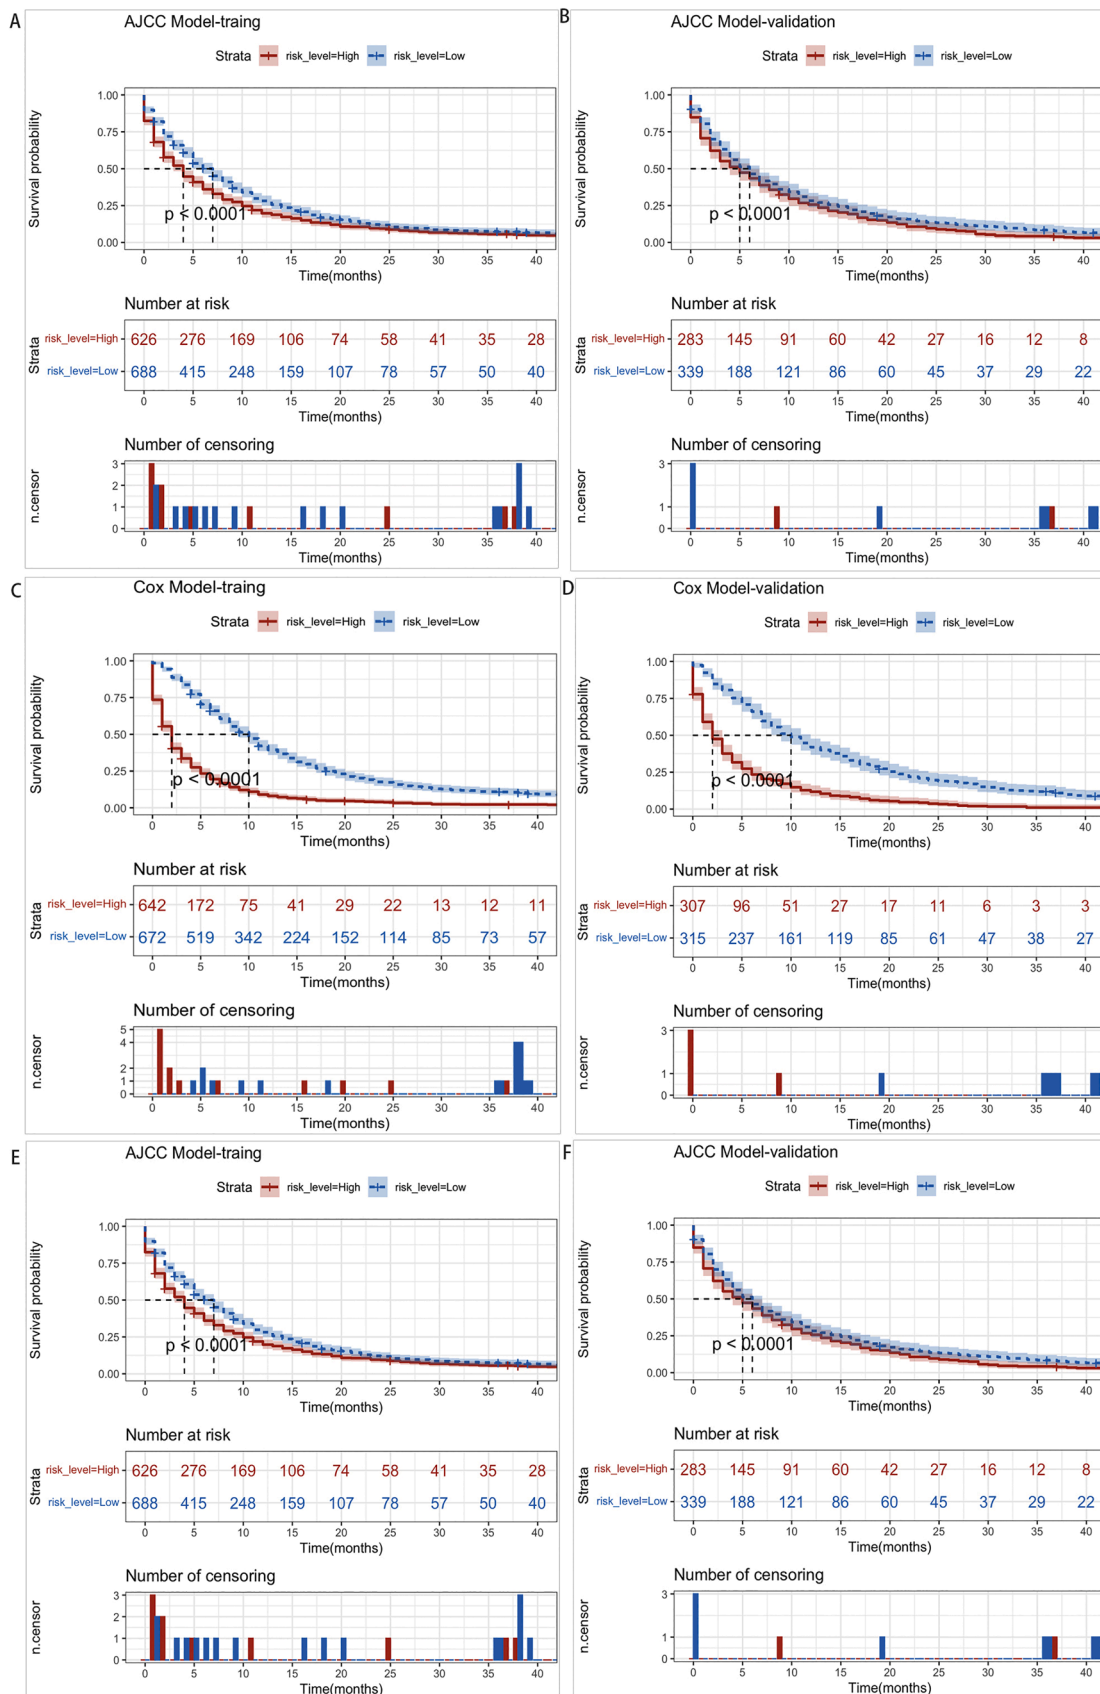 A
AJCC Model-traing
Strata risk_level=High risk_level=Low
Survival probability
1.00
0.75
0.50
0.25
0.00
p < 0.0001
0 5 10 15 20 25 30 35 40
Time(months)
Number at risk
Strata
risk_level=High 626 276 169 106 74 58 41 35 28
risk_level=Low 688 415 248 159 107 78 57 50 40
0 5 10 15 20 25 30 35 40
Time(months)
Number of censoring
n.censor
3
2
1
0
0 5 10 15 20 25 30 35 40
Time(months)
B
AJCC Model-validation
Strata risk_level=High risk_level=Low
Survival probability
1.00
0.75
0.50
0.25
0.00
p < 0.0001
0 5 10 15 20 25 30 35 40
Time(months)
Number at risk
Strata
risk_level=High 283 145 91 60 42 27 16 12 8
risk_level=Low 339 188 121 86 60 45 37 29 22
0 5 10 15 20 25 30 35 40
Time(months)
Number of censoring
n.censor
3
1
0
0 5 10 15 20 25 30 35 40
Time(months)
C
Cox Model-traing
Strata risk_level=High risk_level=Low
Survival probability
1.00
0.75
0.50
0.25
0.00
p < 0.0001
0 5 10 15 20 25 30 35 40
Time(months)
Number at risk
Strata
risk_level=High 642 172 75 41 29 22 13 12 11
risk_level=Low 672 519 342 224 152 114 85 73 57
0 5 10 15 20 25 30 35 40
Time(months)
Number of censoring
n.censor
5
4
2
1
0
0 5 10 15 20 25 30 35 40
Time(months)
D
Cox Model-validation
Strata risk_level=High risk_level=Low
Survival probability
1.00
0.75
0.50
0.25
0.00
p < 0.0001
0 5 10 15 20 25 30 35 40
Time(months)
Number at risk
Strata
risk_level=High 307 96 51 27 17 11 6 3 3
risk_level=Low 315 237 161 119 85 61 47 38 27
0 5 10 15 20 25 30 35 40
Time(months)
Number of censoring
n.censor
3
1
0
0 5 10 15 20 25 30 35 40
Time(months)
E
AJCC Model-traing
Strata risk_level=High risk_level=Low
Survival probability
1.00
0.75
0.50
0.25
0.00
p < 0.0001
0 5 10 15 20 25 30 35 40
Time(months)
Number at risk
Strata
risk_level=High 626 276 169 106 74 58 41 35 28
risk_level=Low 688 415 248 159 107 78 57 50 40
0 5 10 15 20 25 30 35 40
Time(months)
Number of censoring
n.censor
3
2
1
0
0 5 10 15 20 25 30 35 40
Time(months)
F
AJCC Model-validation
Strata risk_level=High risk_level=Low
Survival probability
1.00
0.75
0.50
0.25
0.00
p < 0.0001
0 5 10 15 20 25 30 35 40
Time(months)
Number at risk
Strata
risk_level=High 283 145 91 60 42 27 16 12 8
risk_level=Low 339 188 121 86 60 45 37 29 22
0 5 10 15 20 25 30 35 40
Time(months)
Number of censoring
n.censor
3
1
0
0 5 10 15 20 25 30 35 40
Time(months)